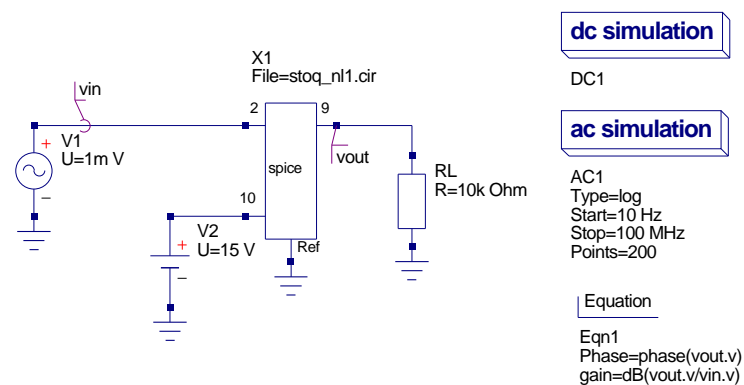 X1
File=stoq_nl1.cir
vin
2
9
+
V1
U=1m V
vout
spice
RL
R=10k Ohm
10
V2
+
U=15 V
Ref
dc simulation
DC1
ac simulation
AC1
Type=log
Start=10 Hz
Stop=100 MHz
Points=200
Equation
Eqn1
Phase=phase(vout.v)
gain=dB(vout.v/vin.v)